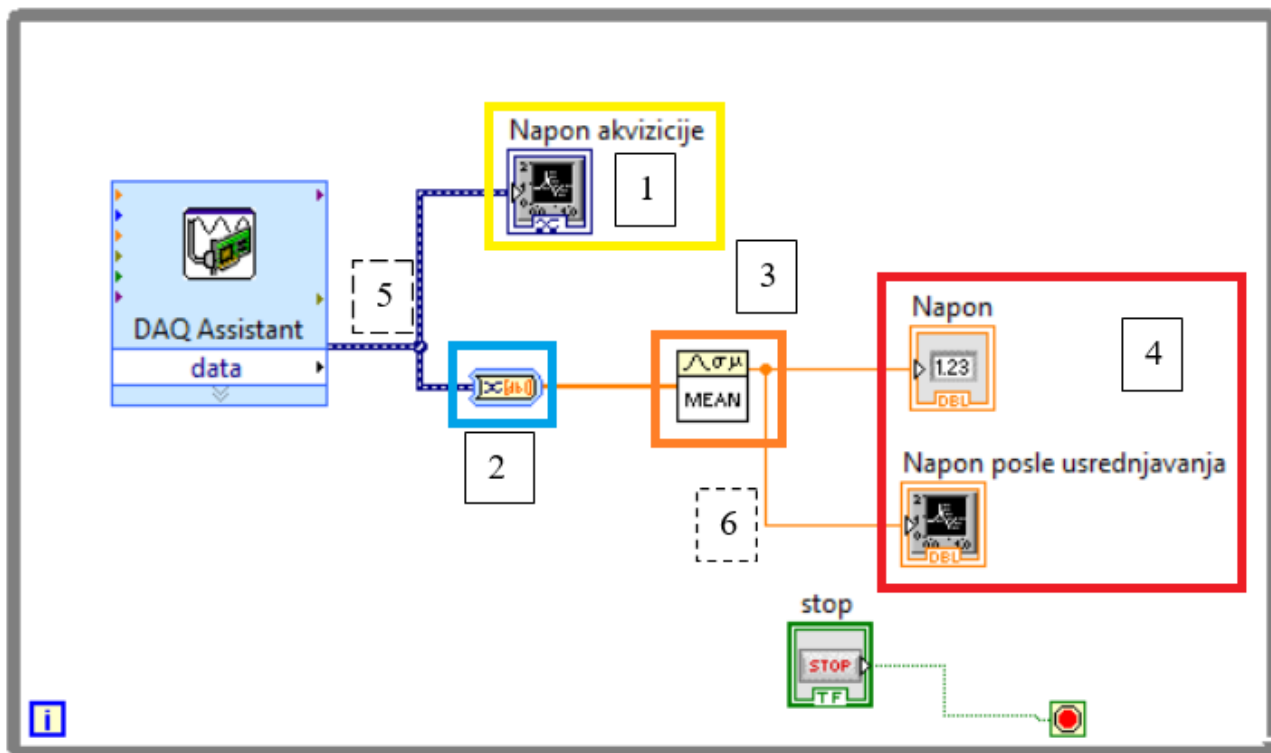 Napon akvizicije
1
3
5
DAQ Assistant
data
2
MEAN
Napon
4
1.23
DBL
Napon posle usrednjavanja
6
DBL
stop
STOP
TF
i